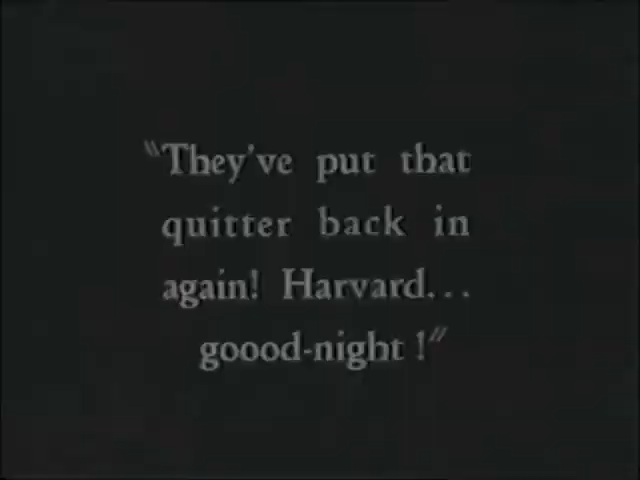 "They've put that
quitter back in
again! Harvard...
goood-night !"